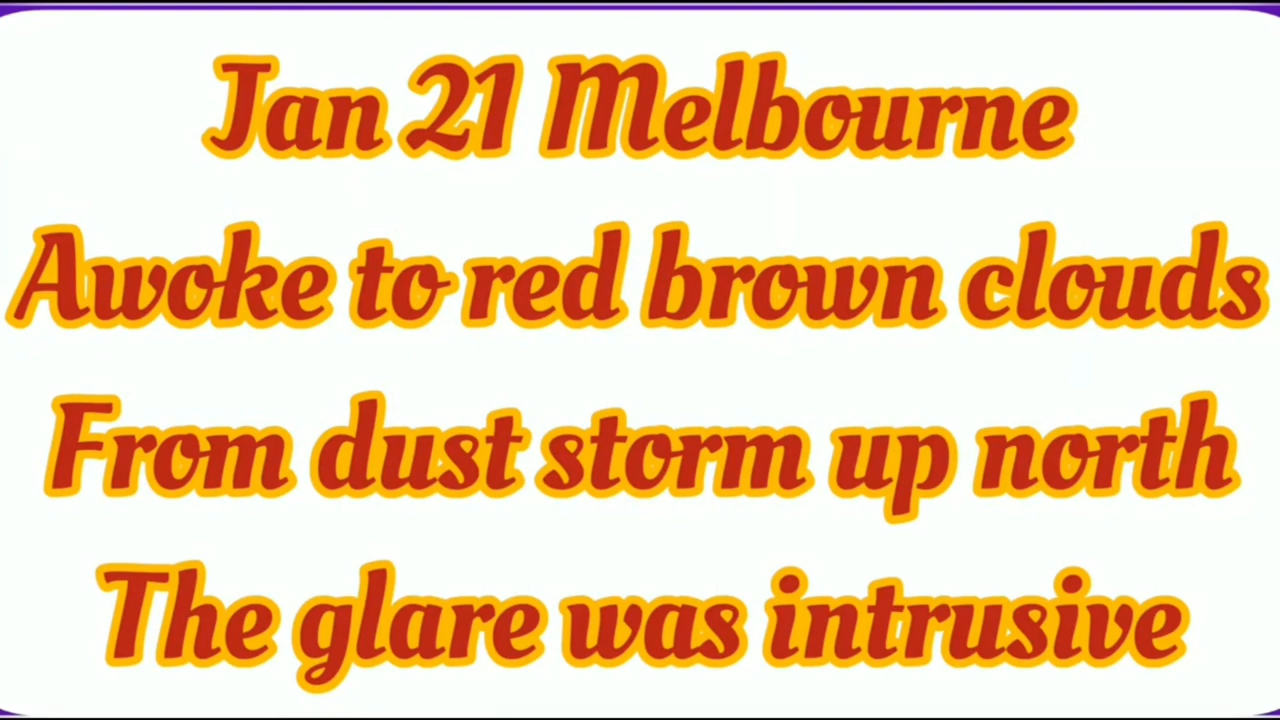 Jan 21 Melbourne
Awoke to red brown clouds
From dust storm up north
The glare was intrusive